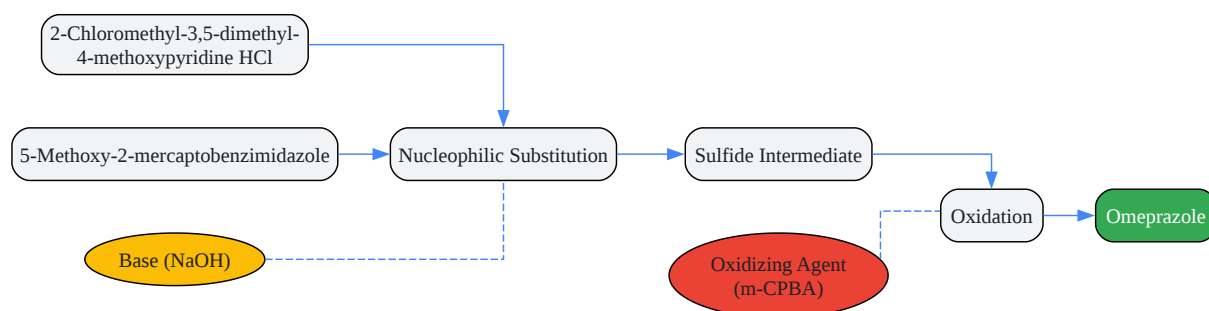 2-Chloromethyl-3,5-dimethyl-
4-methoxypyridine HCl
5-Methoxy-2-mercaptobenzimidazole
Nucleophilic Substitution
Sulfide Intermediate
Oxidation
Omeprazole
Base (NaOH)
Oxidizing Agent
(m-CPBA)